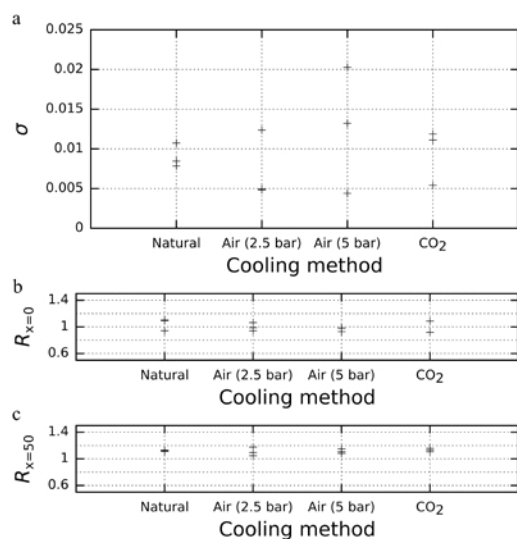 a
0.025
0.02
0.015
0.01
0.005
0
σ
Natural Air (2.5 bar) Air (5 bar) CO2
Cooling method
b
1.4
1
0.6
Rx=0
Natural Air (2.5 bar) Air (5 bar) CO2
Cooling method
c
1.4
1
0.6
Rx=50
Natural Air (2.5 bar) Air (5 bar) CO2
Cooling method